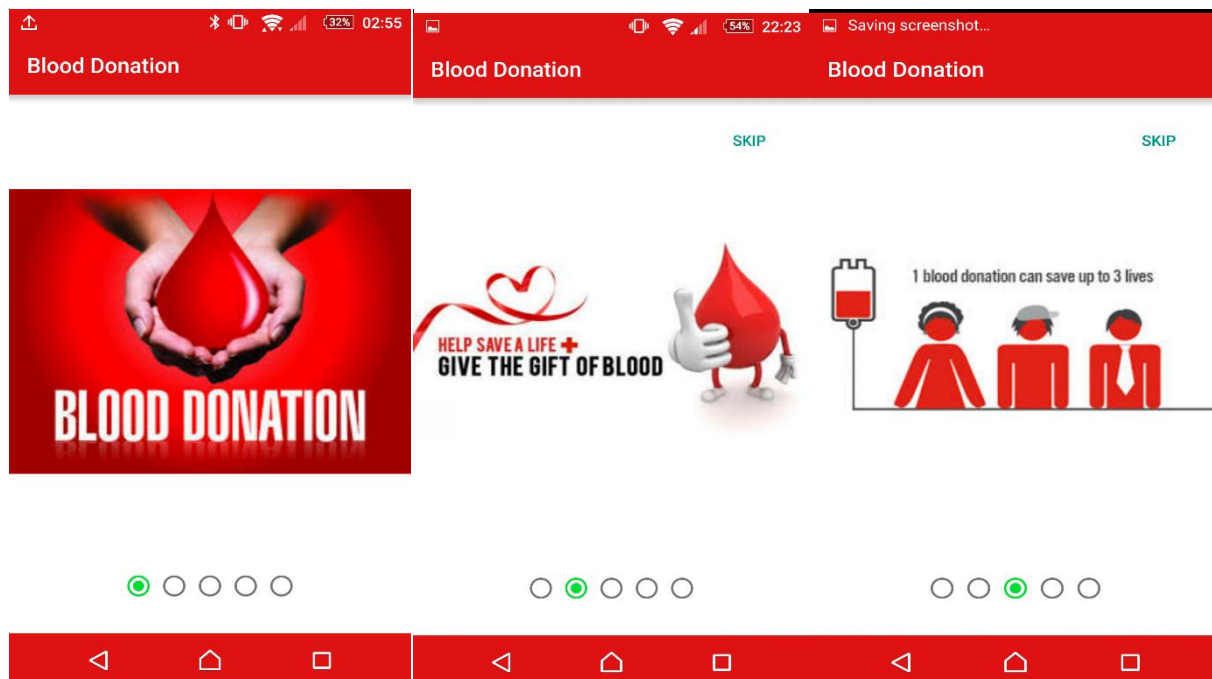 32% 02:55
Blood Donation
BLOOD DONATION
54% 22:23
Blood Donation
SKIP
HELP SAVE A LIFE
GIVE THE GIFT OF BLOOD
Saving screenshot...
Blood Donation
SKIP
1 blood donation can save up to 3 lives